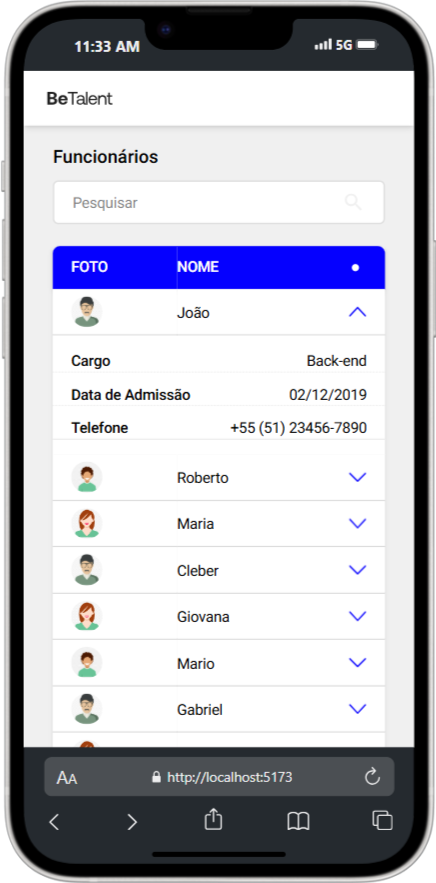 11:33 AM 5G
BeTalent
Funcionários
Pesquisar
FOTO NOME
João
Cargo Back-end
Data de Admissão 02/12/2019
Telefone +55 (51) 23456-7890
Roberto
Maria
Cleber
Giovana
Mario
Gabriel
AA http://localhost:5173